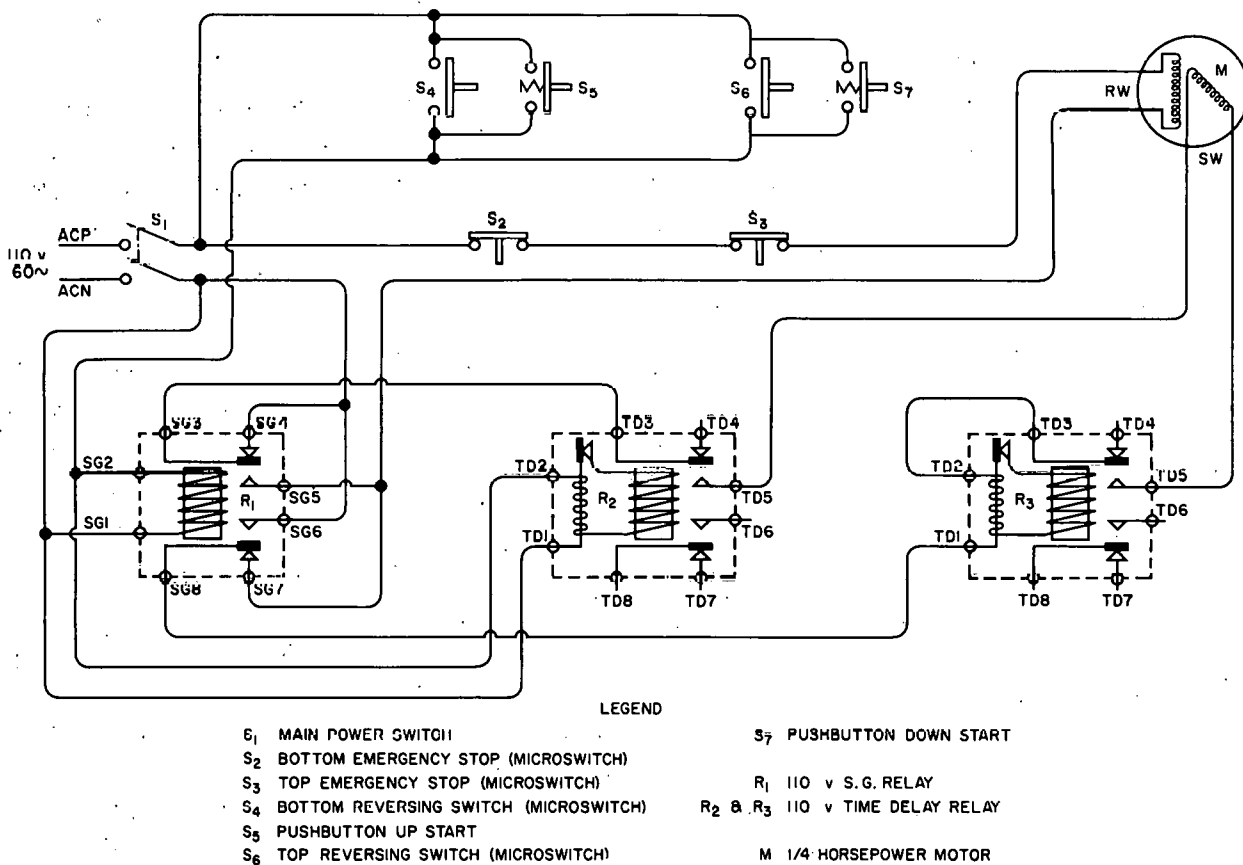 S4
S5
S6
S7
M
RW
SW
S1
S2
S3
ACP
110 v
60~
ACN
SG3
SG4
TD3
TD4
TD3
TD4
SG2
R1
SG5
TD2
R2
TD5
TD2
R3
TD5
SG1
SG6
TD1
TD6
TD1
TD6
SG8
SG7
TD8
TD7
TD8
TD7
LEGEND
S1 MAIN POWER SWITCH
S2 BOTTOM EMERGENCY STOP (MICROSWITCH)
S3 TOP EMERGENCY STOP (MICROSWITCH)
S4 BOTTOM REVERSING SWITCH (MICROSWITCH)
S5 PUSHBUTTON UP START
S6 TOP REVERSING SWITCH (MICROSWITCH)
S7 PUSHBUTTON DOWN START
R1 110 v S.G. RELAY
R2 & R3 110 v TIME DELAY RELAY
M 1/4 HORSEPOWER MOTOR